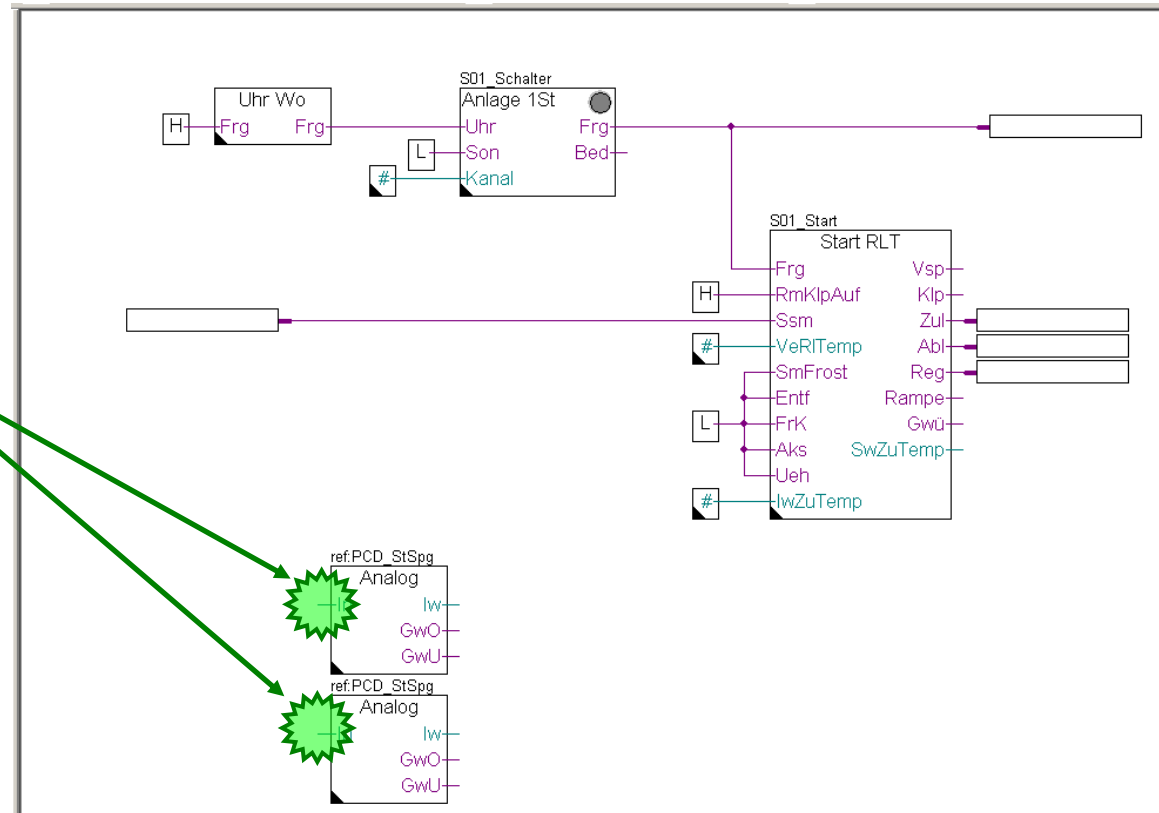 S01_Schalter
Uhr Wo
Anlage 1St
H Frg Frg
Uhr Frg
L Son Bed
# Kanal
S01_Start
Start RLT
Frg Vsp
H RmKlpAuf Klp
Ssm Zul
# VeRlTemp Abl
SmFrost Reg
Entf Rampe
L FrK Gwü
Aks SwZuTemp
Ueh
# IwZuTemp
ref:PCD_StSpg
Analog
In Iw
GwO
GwU
ref:PCD_StSpg
Analog
In Iw
GwO
GwU